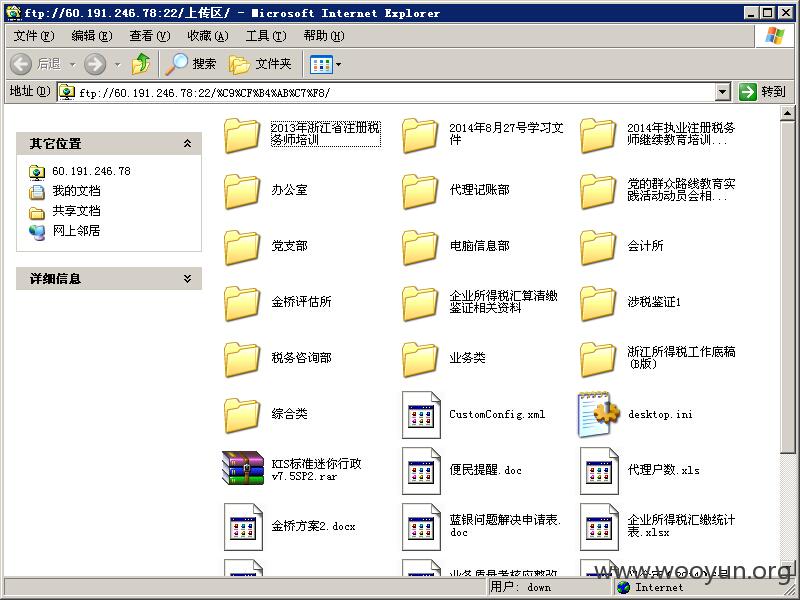 ftp://60.191.246.78:22/上传区/ - Microsoft Internet Explorer
文件(F) 编辑(E) 查看(V) 收藏(A) 工具(T) 帮助(H)
后退 搜索 文件夹
地址(D) ftp://60.191.246.78:22/%C9%CF%B4%AB%C7%F8/ 转到
其它位置
60.191.246.78
我的文档
共享文档
网上邻居
详细信息
2013年浙江省注册税
务师培训
2014年8月27号学习文
件
2014年执业注册税务
师继续教育培训...
办公室
代理记账部
党的群众路线教育实
践活动动员会相...
党支部
电脑信息部
会计所
金桥评估所
企业所得税汇算清缴
鉴证相关资料
涉税鉴证1
税务咨询部
业务类
浙江所得税工作底稿
(B版)
综合类
CustomConfig.xml
desktop.ini
KIS标准迷你行政
v7.5SP2.rar
便民提醒.doc
代理户数.xls
金桥方案2.docx
蓝银问题解决申请表.
doc
企业所得税汇缴统计
表.xlsx
www.wooyun.org
用户: down
Internet